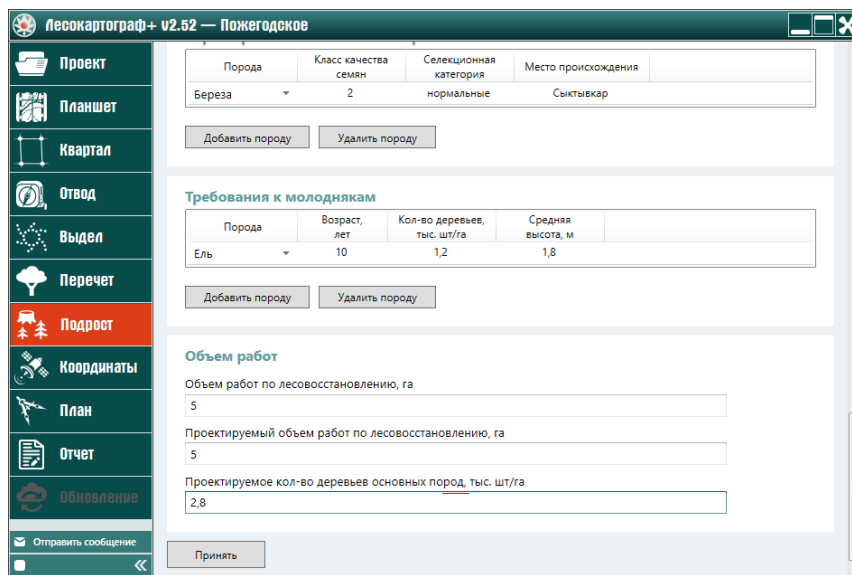 Лесокартограф+ v2.52 — Пожегодское
Проект
Планшет
Квартал
Отвод
Выдел
Перечет
Подрост
Координаты
План
Отчет
Обновление
Отправить сообщение
Порода
Класс качества
семян
Селекционная
категория
Место происхождения
Береза
2
нормальные
Сыктывкар
Добавить породу
Удалить породу
Требования к молоднякам
Порода
Возраст,
лет
Кол-во деревьев,
тыс. шт/га
Средняя
высота, м
Ель
10
1,2
1,8
Добавить породу
Удалить породу
Объем работ
Объем работ по лесовосстановлению, га
5
Проектируемый объем работ по лесовосстановлению, га
5
Проектируемое кол-во деревьев основных пород, тыс. шт/га
2,8
Принять